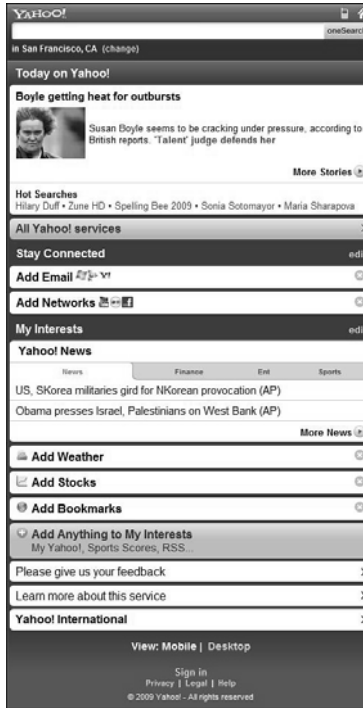 YAHOO!
oneSearch
in San Francisco, CA (change)
Today on Yahoo!
Boyle getting heat for outbursts
Susan Boyle seems to be cracking under pressure, according to
British reports. 'Talent' judge defends her
More Stories
Hot Searches
Hilary Duff • Zune HD • Spelling Bee 2009 • Sonia Sotomayor • Maria Sharapova
All Yahoo! services
Stay Connected edi
Add Email Y!
Add Networks
My Interests edi
Yahoo! News
News Finance Ent Sports
US, SKorea militaries gird for NKorean provocation (AP)
Obama presses Israel, Palestinians on West Bank (AP)
More News
Add Weather
Add Stocks
Add Bookmarks
Add Anything to My Interests
My Yahoo!, Sports Scores, RSS...
Please give us your feedback
Learn more about this service
Yahoo! International
View: Mobile | Desktop
Sign in
Privacy | Legal | Help
© 2009 Yahoo! - All rights reserved